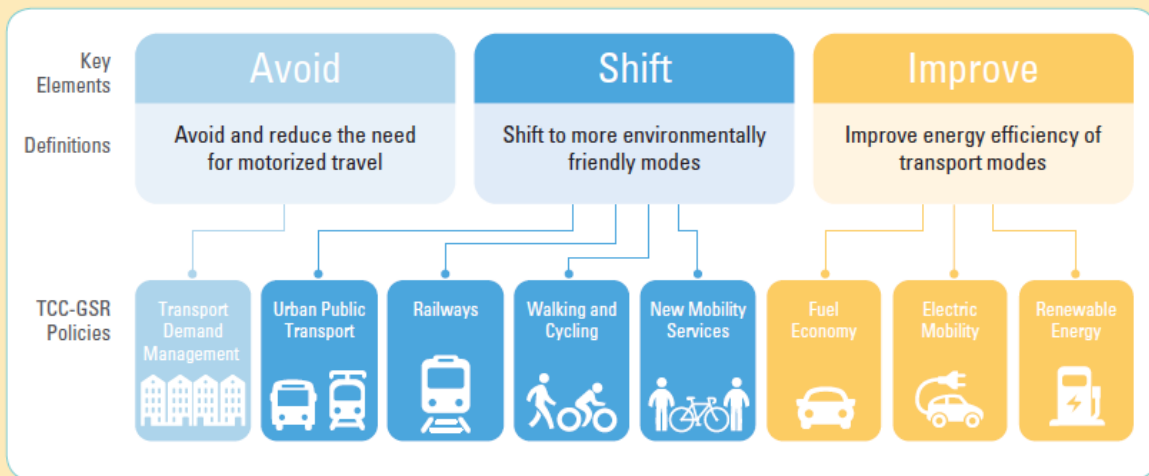 Key
Elements
Avoid
Shift
Improve
Definitions
Avoid and reduce the need
for motorized travel
Shift to more environmentally
friendly modes
Improve energy efficiency of
transport modes
TCC-GSR
Policies
Transport
Demand
Management
Urban Public
Transport
Railways
Walking and
Cycling
New Mobility
Services
Fuel
Economy
Electric
Mobility
Renewable
Energy